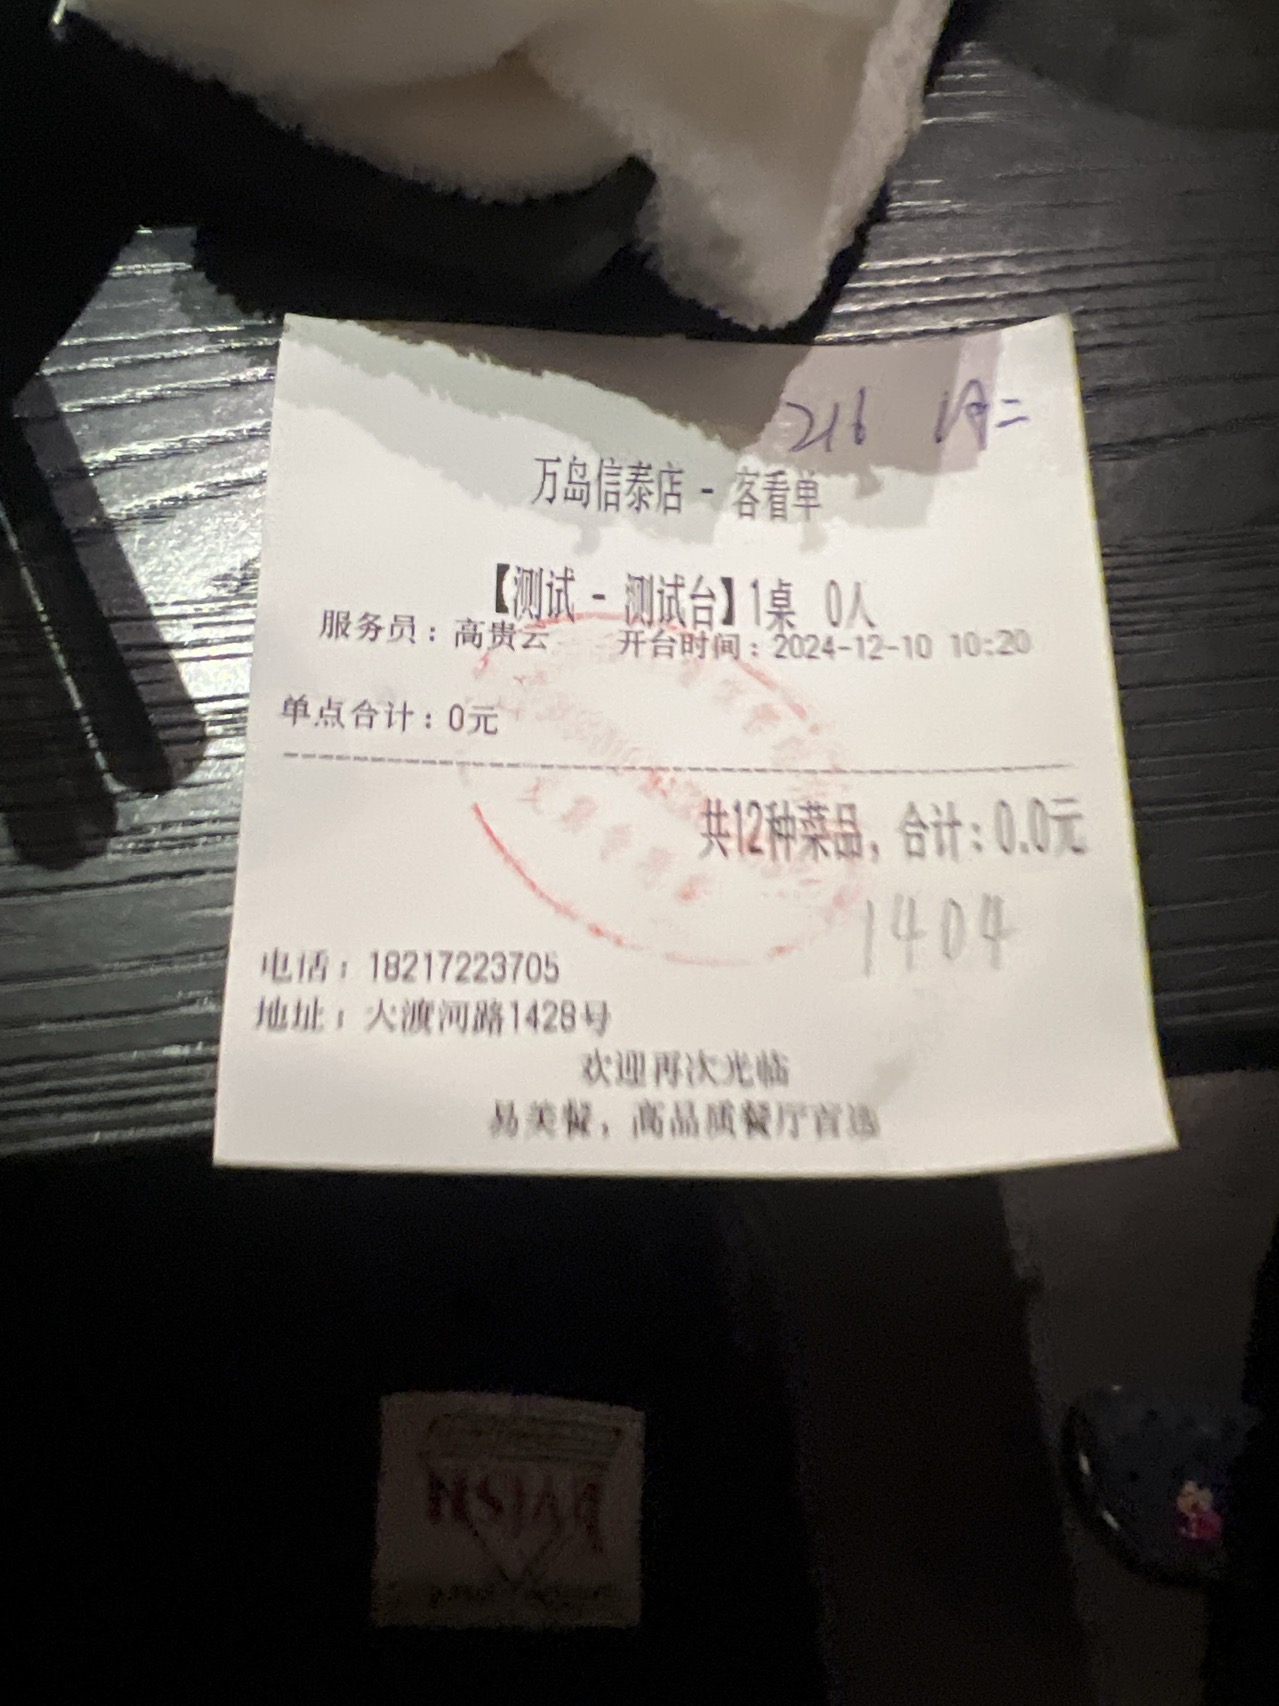 216
万岛信泰店 - 客看单
【测试 - 测试台】1桌 0人
服务员：高贵云 开台时间：2024-12-10 10:20
单点合计：0元
共12种菜品，合计：0.0元
1404
电话：18217223705
地址：大渡河路1428号
欢迎再次光临
易美餐，高品质餐厅首选